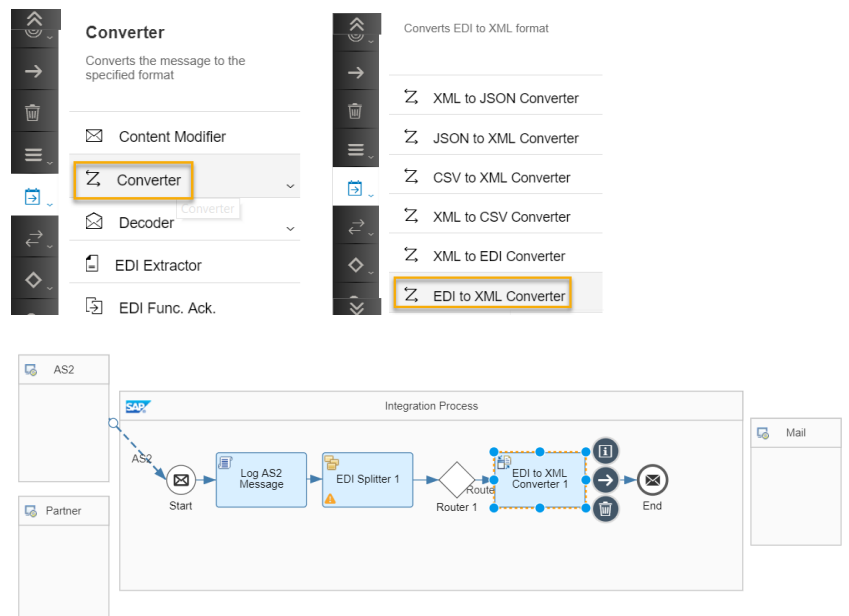 Converter
Converts the message to the
specified format
Content Modifier
Converter
Converter
Decoder
EDI Extractor
EDI Func. Ack.
Converts EDI to XML format
XML to JSON Converter
JSON to XML Converter
CSV to XML Converter
XML to CSV Converter
XML to EDI Converter
EDI to XML Converter
AS2
SAP
Integration Process
Mail
AS2
Log AS2
Message
EDI Splitter 1
Route
EDI to XML
Converter 1
Start
Router 1
End
Partner